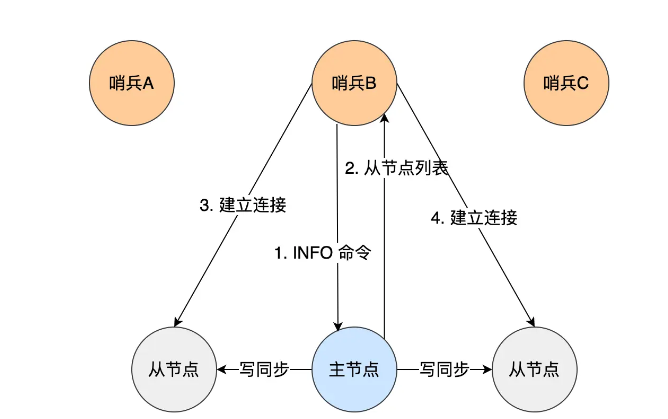 哨兵A
哨兵B
哨兵C
2. 从节点列表
3. 建立连接
4. 建立连接
1. INFO 命令
从节点
写同步
主节点
写同步
从节点